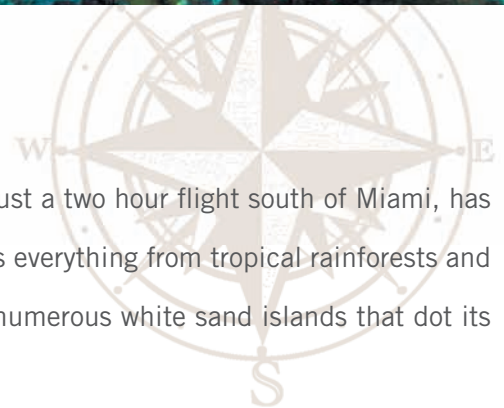 W
E
ust a two hour flight south of Miami, has
s everything from tropical rainforests and
numerous white sand islands that dot its
S